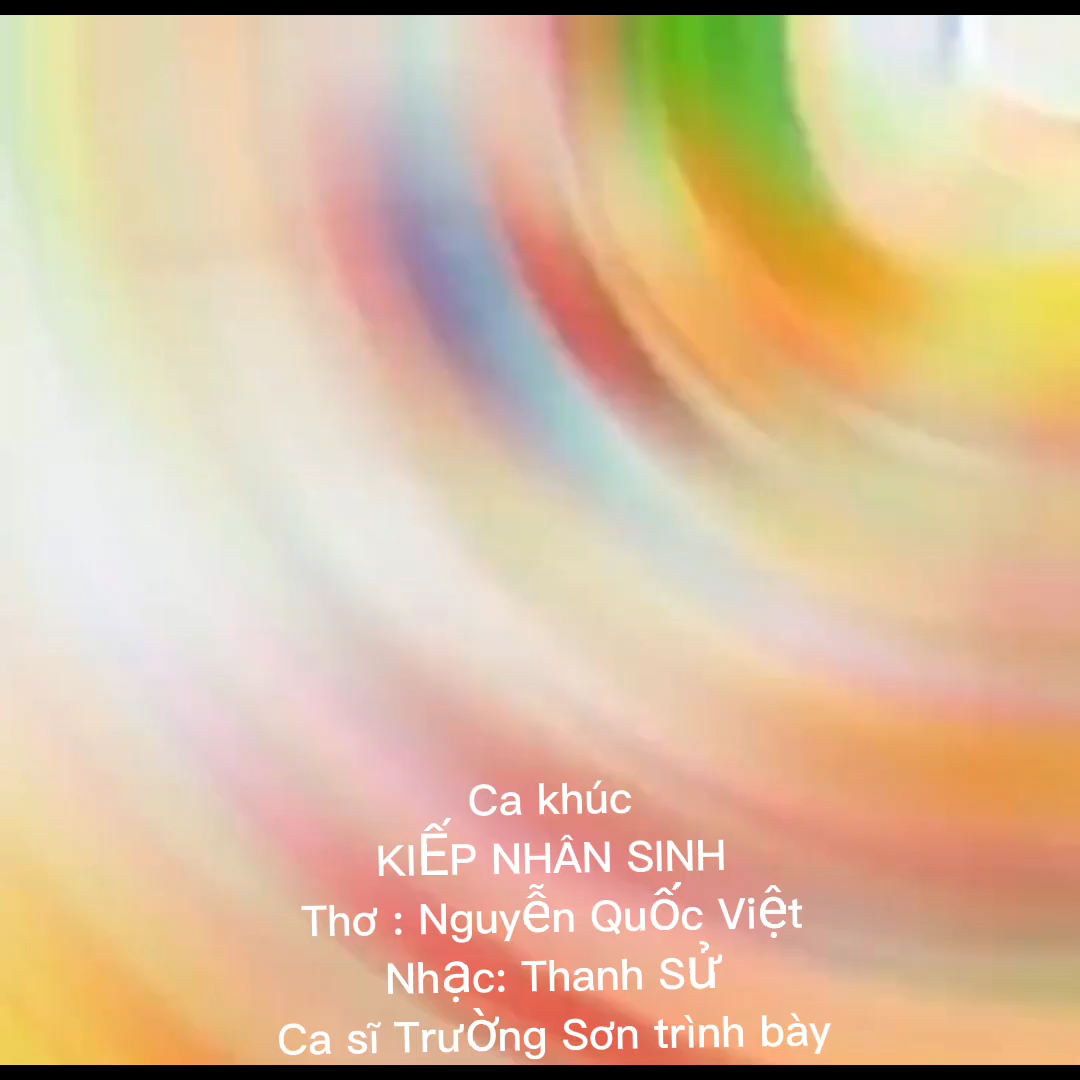 Ca khúc
KIẾP NHÂN SINH
Thơ : Nguyễn Quốc Việt
Nhạc: Thanh Sử
Ca sĩ Trường Sơn trình bày